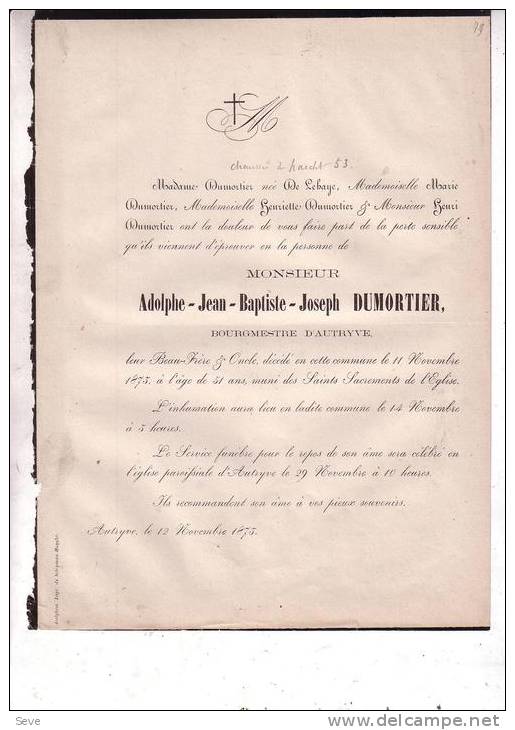 79
M
53.
Madame Dumortier née De Lehaye, Mademoiselle Marie
Dumortier, Mademoiselle Henriette Dumortier & Monsieur Henri
Dumortier ont la douleur de vous faire part de la perte sensible
qu'ils viennent d'éprouver en la personne de
MONSIEUR
Adolphe - Jean - Baptiste - Joseph DUMORTIER,
BOURGMESTRE D'AUTRYVE,
leur Beau-Frère & Oncle, décédé en cette commune le 11 Novembre
1875, à l'âge de 51 ans, muni des Saints Sacrements de l'Eglise.
L'inhumation aura lieu en ladite commune le 14 Novembre
à 3 heures.
Le Service funèbre pour le repos de son âme sera célébré en
l'église paroissiale d'Autryve le 29 Novembre à 10 heures.
Ils recommandent son âme à vos pieux souvenirs.
Autryve, le 12 Novembre 1875.
Seve
http://www.delcampe.net